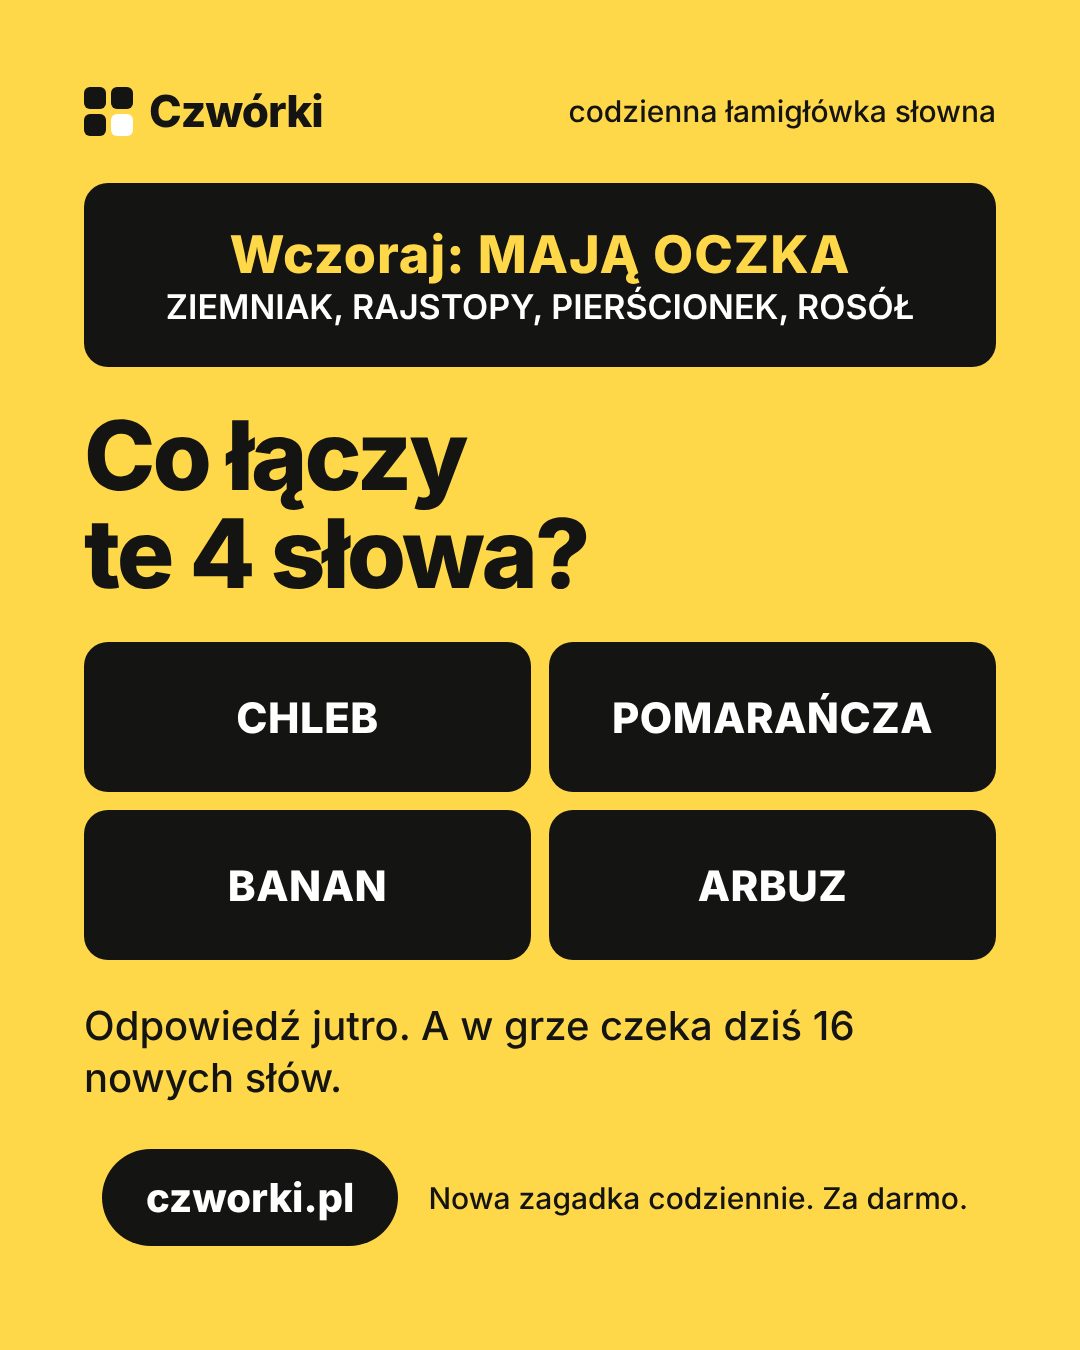 Czwórki
codzienna łamigłówka słowna
Wczoraj: MAJĄ OCZKA
ZIEMNIAK, RAJSTOPY, PIERŚCIONEK, ROSÓŁ
Co łączy
te 4 słowa?
CHLEB
POMARAŃCZA
BANAN
ARBUZ
Odpowiedź jutro. A w grze czeka dziś 16
nowych słów.
czworki.pl
Nowa zagadka codziennie. Za darmo.